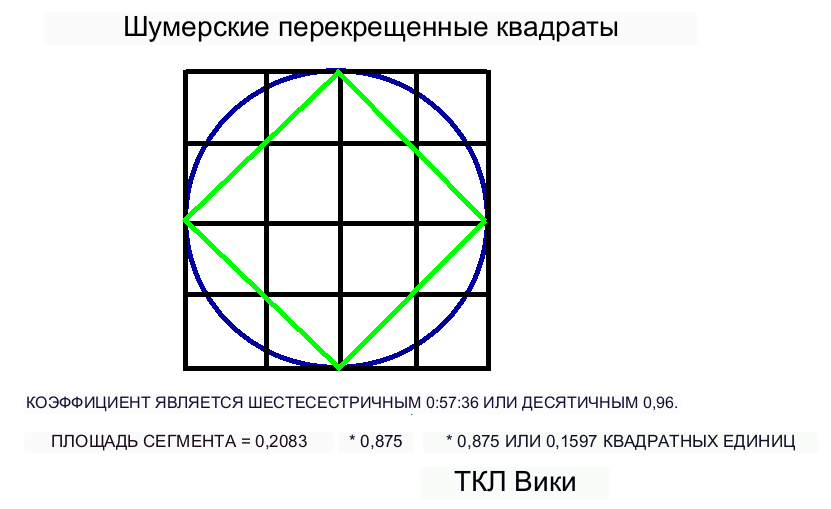 Шумерские перекрещенные квадраты
КОЭФФИЦИЕНТ ЯВЛЯЕТСЯ ШЕСТЕСЕСТРИЧНЫМ 0:57:36 ИЛИ ДЕСЯТИЧНЫМ 0,96.
ПЛОЩАДЬ СЕГМЕНТА = 0,2083 * 0,875 * 0,875 ИЛИ 0,1597 КВАДРАТНЫХ ЕДИНИЦ
ТКЛ Вики